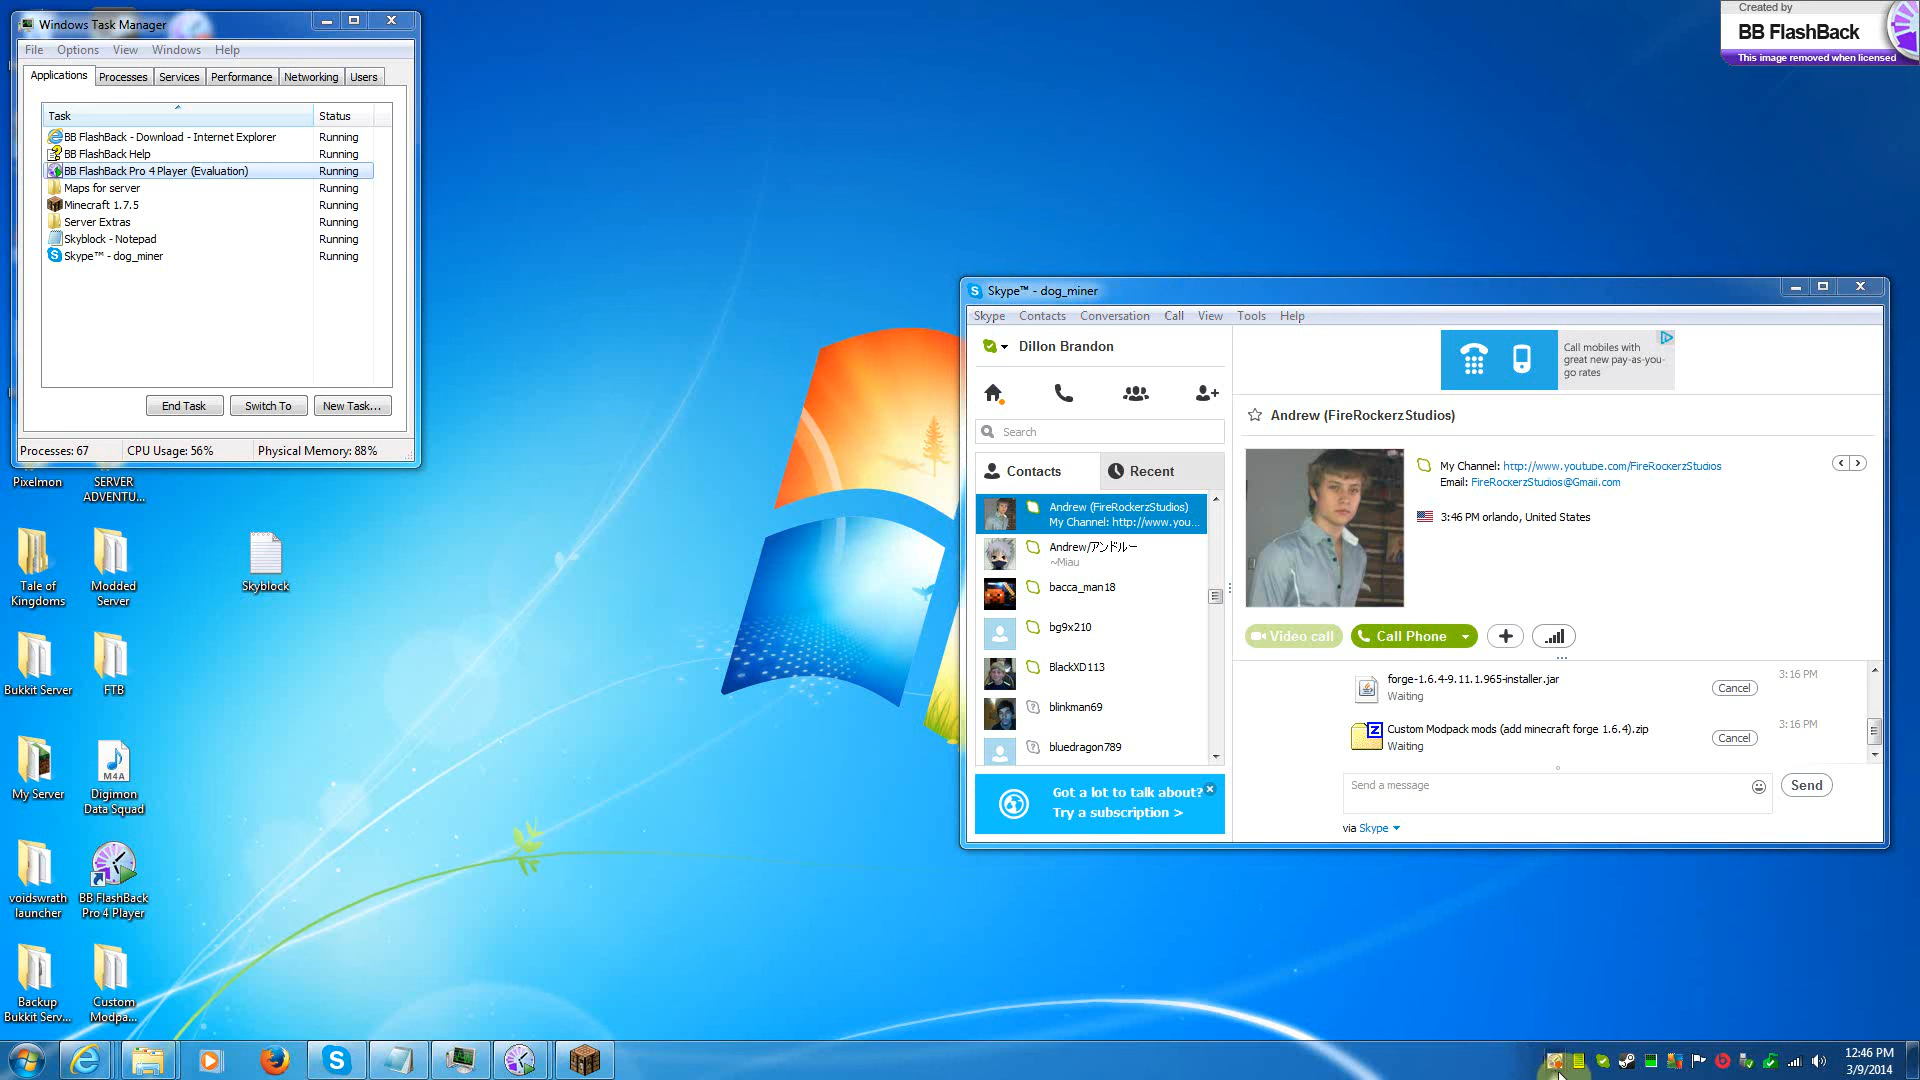 Windows Task Manager
File Options View Windows Help
Applications Processes Services Performance Networking Users
Task Status
BB FlashBack - Download - Internet Explorer Running
BB FlashBack Help Running
BB FlashBack Pro 4 Player (Evaluation) Running
Maps for server Running
Minecraft 1.7.5 Running
Server Extras Running
Skyblock - Notepad Running
Skype™ - dog_miner Running
End Task Switch To New Task...
Processes: 67 CPU Usage: 56% Physical Memory: 88%
Created by
BB FlashBack
This image removed when licensed
Pixelmon
SERVER
ADVENTU...
Tale of
Kingdoms
Modded
Server
Skyblock
Bukkit Server
FTB
My Server
M4A
Digimon
Data Squad
voidswrath
launcher
BB FlashBack
Pro 4 Player
Backup
Bukkit Serv...
Custom
Modpa...
Skype™ - dog_miner
Skype Contacts Conversation Call View Tools Help
Dillon Brandon
Search
Contacts Recent
Andrew (FireRockerzStudios)
My Channel: http://www.you...
Andrew/アンドルー
~Miau
bacca_man18
bg9x210
BlackXD113
blinkman69
bluedragon789
Got a lot to talk about?
Try a subscription >
Call mobiles with
great new pay-as-you-
go rates
Andrew (FireRockerzStudios)
My Channel: http://www.youtube.com/FireRockerzStudios
Email: FireRockerzStudios@Gmail.com
3:46 PM orlando, United States
Video call Call Phone
forge-1.6.4-9.11.1.965-installer.jar
Waiting
Cancel
3:16 PM
Custom Modpack mods (add minecraft forge 1.6.4).zip
Waiting
Cancel
3:16 PM
Send a message
Send
via Skype
12:46 PM
3/9/2014